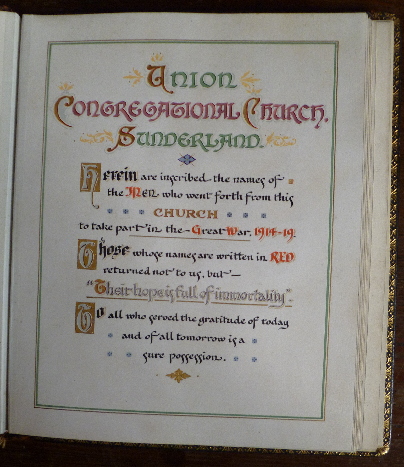 Union
Congregational Church,
Sunderland.
Herein are inscribed the names of
the Men who went forth from this
CHURCH
to take part in the Great War, 1914-19.
Those whose names are written in RED
returned not to us, but—
"Their hope is full of immortality"
To all who served the gratitude of today
and of all tomorrow is a
sure possession.